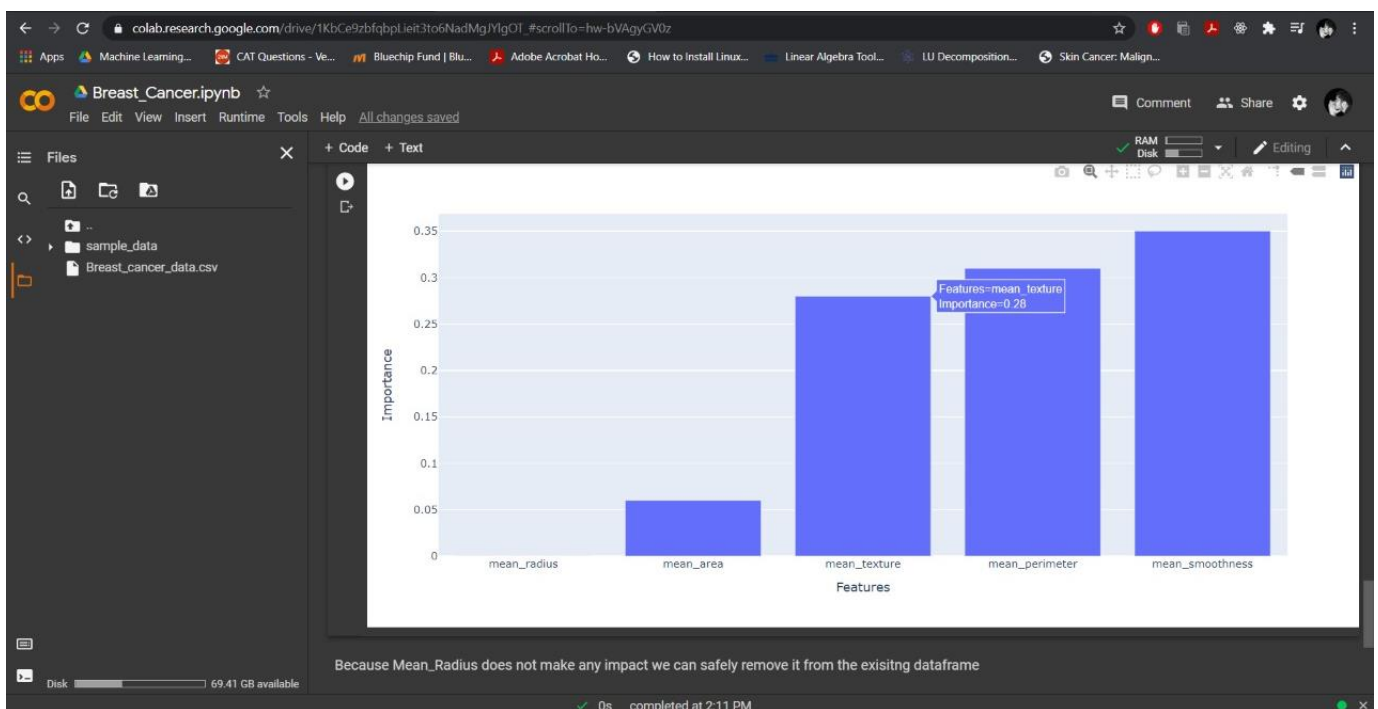 colab.research.google.com/drive/1KbCe9zbfqbpLieit3to6NadMgJYlgOT_#scrollTo=hw-bVAgyGV0z
Apps Machine Learning... CAT Questions - Ve... Bluechip Fund | Blu... Adobe Acrobat Ho... How to Install Linux... Linear Algebra Tool... LU Decomposition... Skin Cancer: Malign...
Breast_Cancer.ipynb
Comment Share
File Edit View Insert Runtime Tools Help All changes saved
Files
+ Code + Text
RAM
Disk
Editing
..
sample_data
Breast_cancer_data.csv
0.35
0.3
0.25
0.2
0.15
0.1
0.05
0
Importance
Features=mean_texture
Importance=0.28
mean_radius mean_area mean_texture mean_perimeter mean_smoothness
Features
Because Mean_Radius does not make any impact we can safely remove it from the exisitng dataframe
Disk 69.41 GB available
0s completed at 2:11 PM